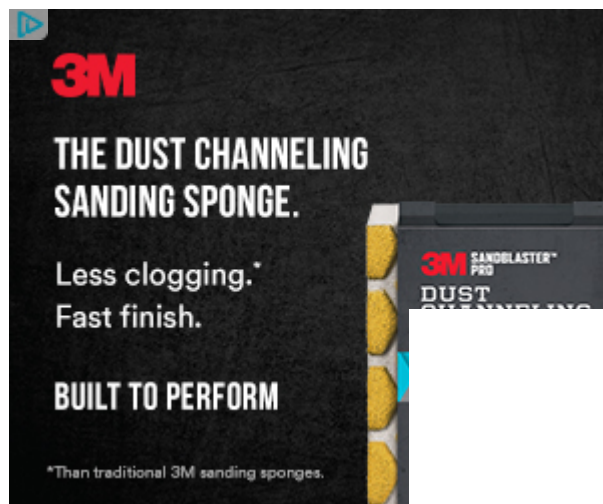 3M
THE DUST CHANNELING
SANDING SPONGE.
Less clogging.*
Fast finish.
BUILT TO PERFORM
*Than traditional 3M sanding sponges.
3M SANDBLASTER™
PRO
DUST
CHANNELING